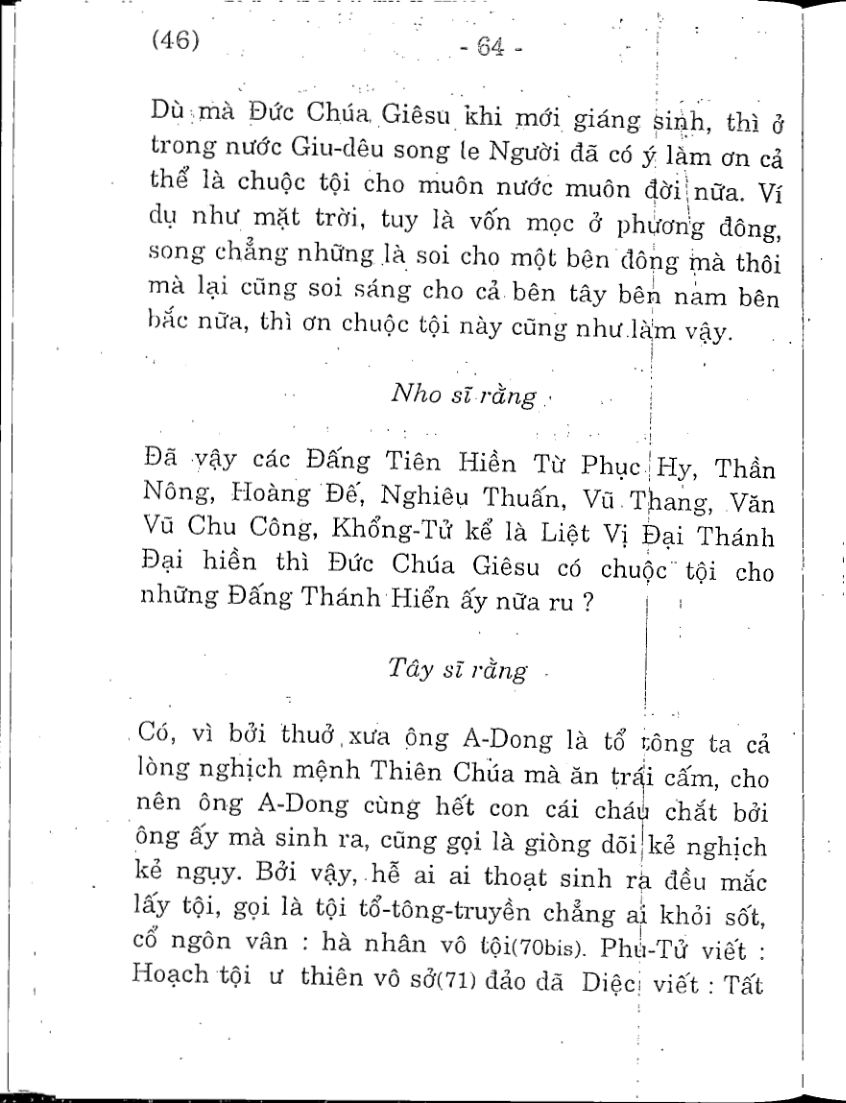 (46)
- 64 -
Dù mà Đức Chúa Giêsu khi mới giáng sinh, thì ở
trong nước Giu-dêu song le Người đã có ý làm ơn cả
thể là chuộc tội cho muôn nước muôn đời nữa. Ví
dụ như mặt trời, tuy là vốn mọc ở phương đông,
song chẳng những là soi cho một bên đông mà thôi
mà lại cũng soi sáng cho cả bên tây bên nam bên
bắc nữa, thì ơn chuộc tội này cũng như làm vậy.
Nho sĩ rằng
Đã vậy các Đấng Tiên Hiền Từ Phục Hy, Thần
Nông, Hoàng Đế, Nghiêu Thuấn, Vũ Thang, Văn
Vũ Chu Công, Khổng-Tử kể là Liệt Vị Đại Thánh
Đại hiền thì Đức Chúa Giêsu có chuộc tội cho
những Đấng Thánh Hiển ấy nữa ru ?
Tây sĩ rằng
Có, vì bởi thuở xưa ông A-Dong là tổ tông ta cả
lòng nghịch mệnh Thiên Chúa mà ăn trái cấm, cho
nên ông A-Dong cùng hết con cái cháu chắt bởi
ông ấy mà sinh ra, cũng gọi là giòng dõi kẻ nghịch
kẻ ngụy. Bởi vậy, hễ ai ai thoạt sinh ra đều mắc
lấy tội, gọi là tội tổ-tông-truyền chẳng ai khỏi sốt,
cổ ngôn vân : hà nhân vô tội(70bis). Phu-Tử viết :
Hoạch tội ư thiên vô sở(71) đảo dã Diệc viết : Tất